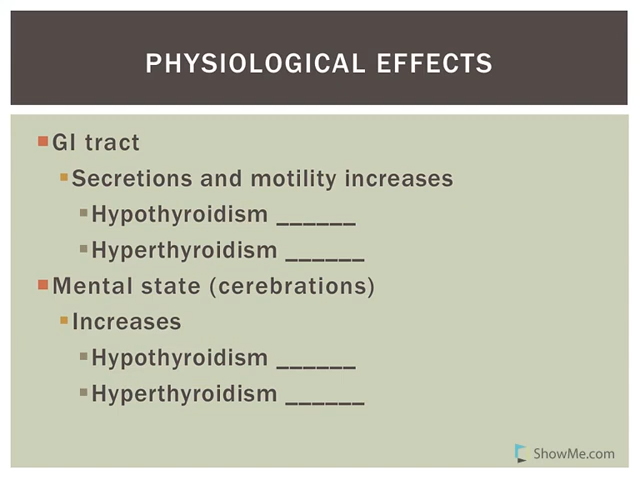 PHYSIOLOGICAL EFFECTS
GI tract
Secretions and motility increases
Hypothyroidism ______
Hyperthyroidism ______
Mental state (cerebrations)
Increases
Hypothyroidism ______
Hyperthyroidism ______
ShowMe.com